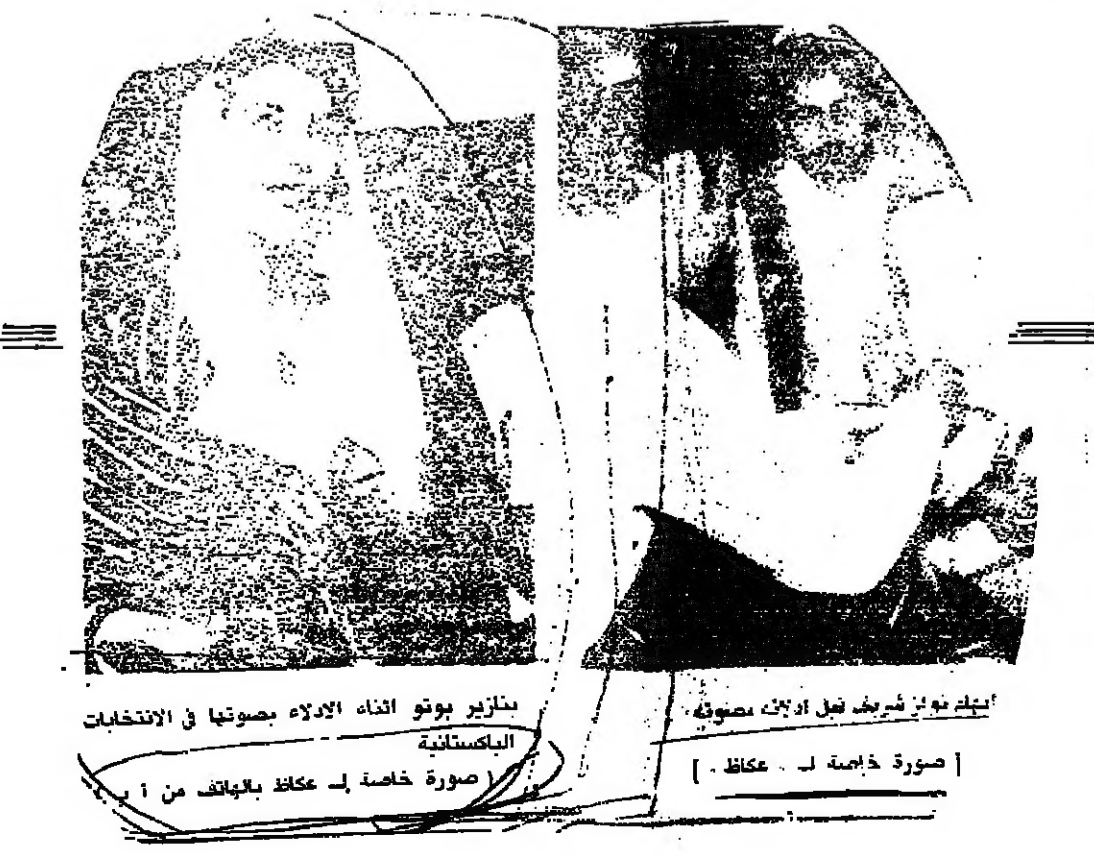 نواز شريف قبل ادلائه بصوته
[ صورة خاصة لـ . عكاظ . ]
بنازير بوتو اثناء الادلاء بصوتها في الانتخابات
الباكستانية
[ صورة خاصة لـ عكاظ بالهاتف من أ ب